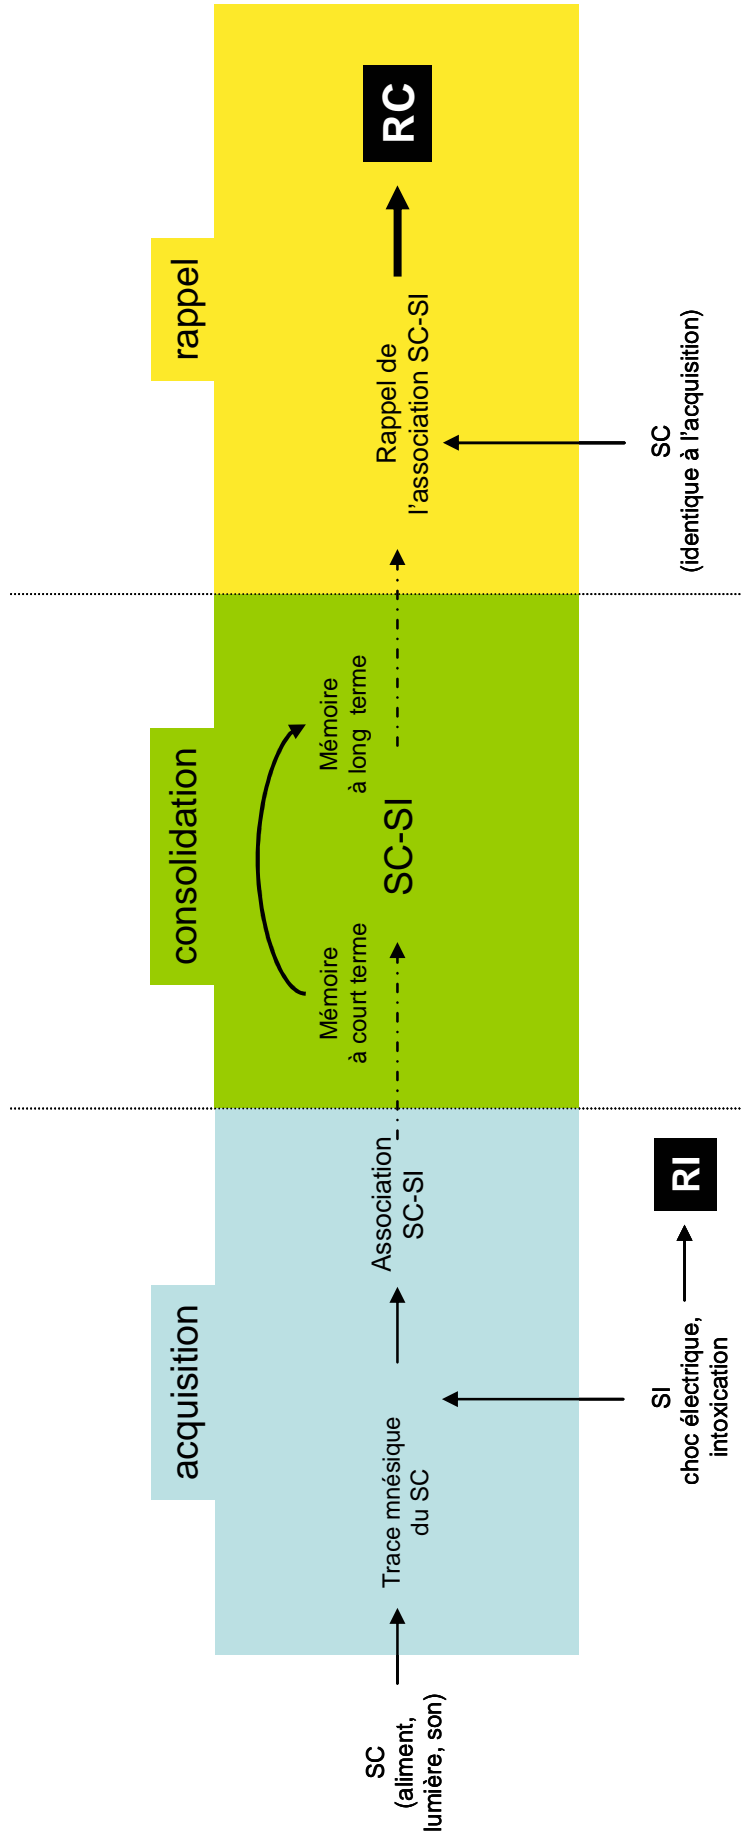 acquisition
consolidation
rappel
SC
(aliment,
lumière, son)
Trace mnésique
du SC
Association
SC-SI
SI
choc électrique,
intoxication
RI
Mémoire
à court terme
Mémoire
à long terme
SC-SI
Rappel de
l'association SC-SI
RC
SC
(identique à l'acquisition)